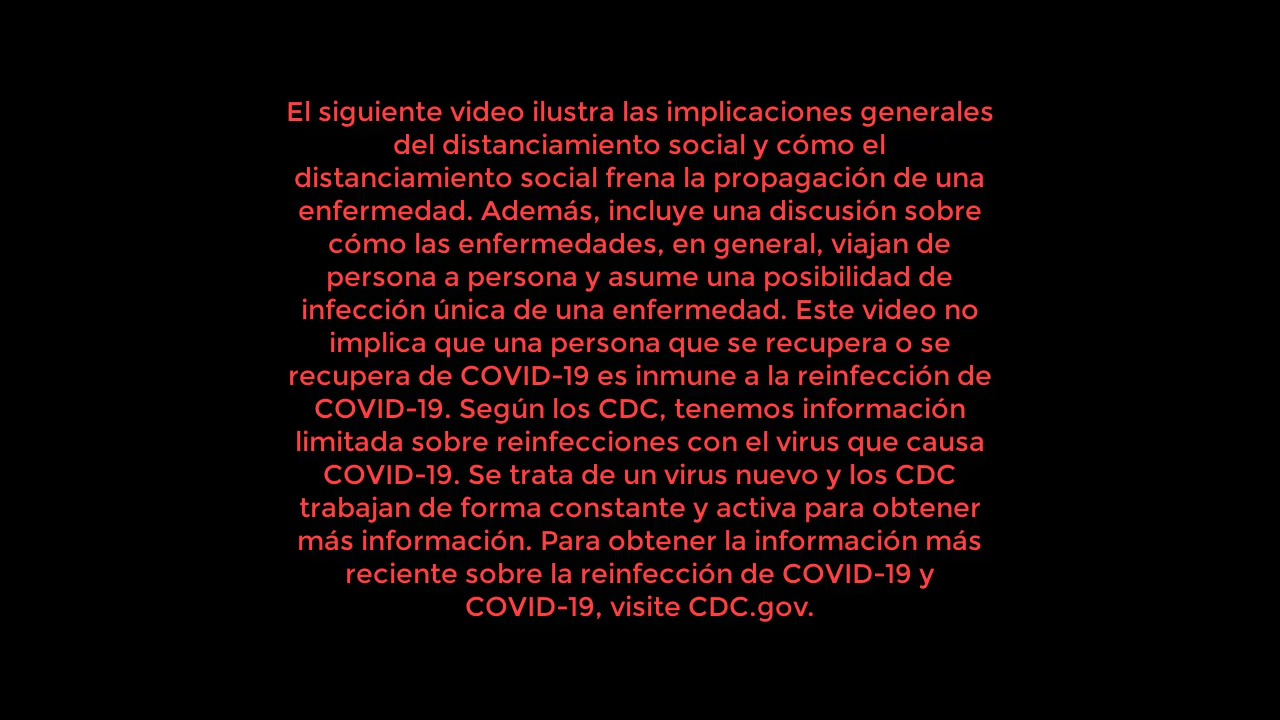 El siguiente video ilustra las implicaciones generales
del distanciamiento social y cómo el
distanciamiento social frena la propagación de una
enfermedad. Además, incluye una discusión sobre
cómo las enfermedades, en general, viajan de
persona a persona y asume una posibilidad de
infección única de una enfermedad. Este video no
implica que una persona que se recupera o se
recupera de COVID-19 es inmune a la reinfección de
COVID-19. Según los CDC, tenemos información
limitada sobre reinfecciones con el virus que causa
COVID-19. Se trata de un virus nuevo y los CDC
trabajan de forma constante y activa para obtener
más información. Para obtener la información más
reciente sobre la reinfección de COVID-19 y
COVID-19, visite CDC.gov.